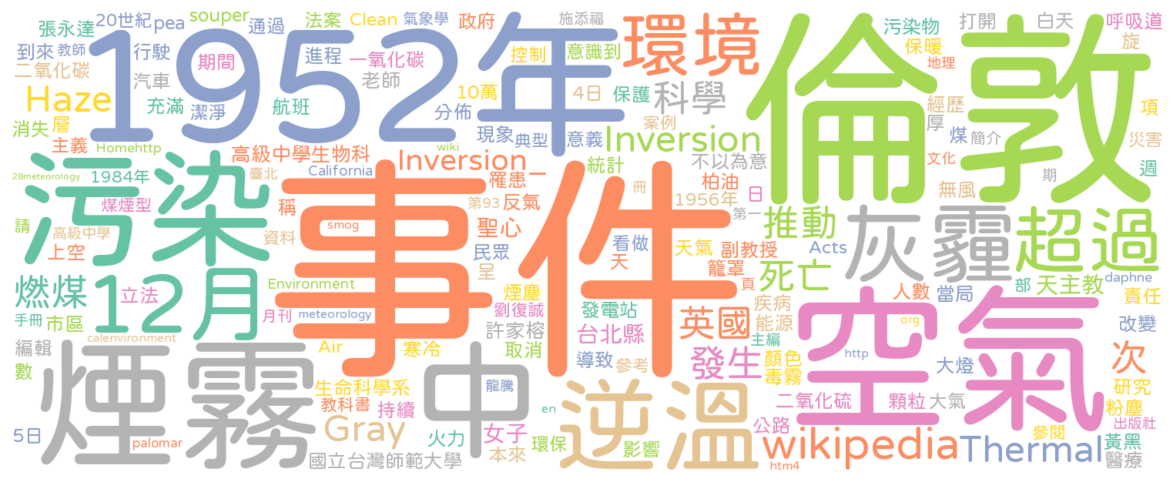 張永達 20世紀 pea souper 通過 法案 Clean 氣象學 政府 施添福 污染物 打開 白天 呼吸道
到來 教師 行駛 期間 進程 一氧化碳 控制 意識到 環境 保暖 地理 旋
二氧化碳 汽車 1952年 老師 10萬 4日 保護 科學 倫敦 經歷 項
Haze 充滿 潔淨 航班 分佈 現象 典型 意義 案例 厚 煤 簡介 災害
消失 層 主義 Homehttp 高級中學生物科 wiki Inversion 統計 不以為意 文化 週
28meteorology 1984年 臺北 California Inversion 罹患 一 冊 柏油 日 無風 期
污染 煤煙型 稱 smog 第93 反氣 1956年 第一 推動 灰霾 超過
請 高級中學 上空 資料 事件 聖心 民眾 看做 天氣 副教授 Acts
燃煤 12月 立法 Environment 呈 天 籠罩 頁 死亡 人數 當局 部 天主教 daphne
手冊 市區 月刊 meteorology 煙塵 劉復誠 發電站 英國 疾病 能源 空氣 org 責任
calenvironment 編輯 Air 寒冷 許家榕 取消 台北縣 主編 發生 顏色 毒霧 http 大燈 改變 次
數 煙霧 中 龍騰 導致 參考 逆溫 研究
生命科學系 教科書 持續 en 二氧化硫 顆粒 大氣 粉塵 出版社
5日 palomar Gray 火力 女子 本來 環保 影響 公路 wikipedia Thermal 參閱 黃黑
國立台灣師範大學 htm4 醫療